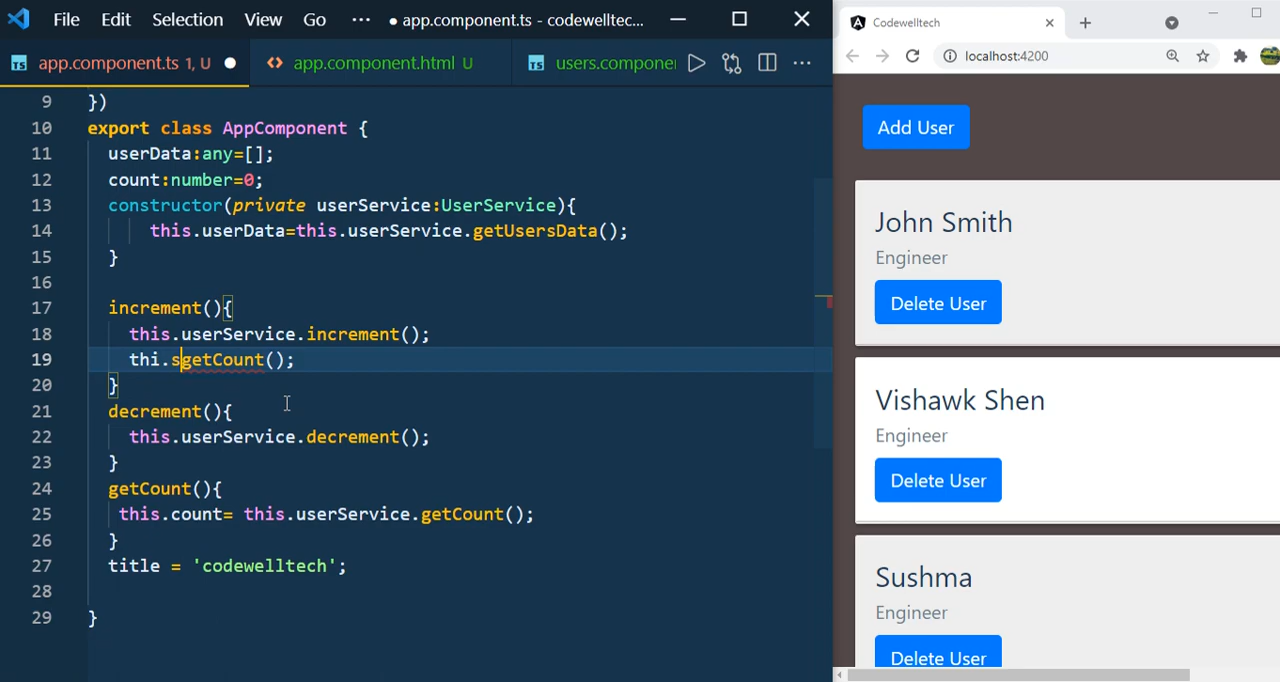 File Edit Selection View Go ··· ● app.component.ts - codewelltec...
app.component.ts 1, U ● app.component.html U users.componer
9 })
10 export class AppComponent {
11 userData:any=[];
12 count:number=0;
13 constructor(private userService:UserService){
14 this.userData=this.userService.getUsersData();
15 }
16
17 increment(){
18 this.userService.increment();
19 thi.sgetCount();
20 }
21 decrement(){
22 this.userService.decrement();
23 }
24 getCount(){
25 this.count= this.userService.getCount();
26 }
27 title = 'codewelltech';
28
29 }
Codewelltech
localhost:4200
Add User
John Smith
Engineer
Delete User
Vishawk Shen
Engineer
Delete User
Sushma
Engineer
Delete User